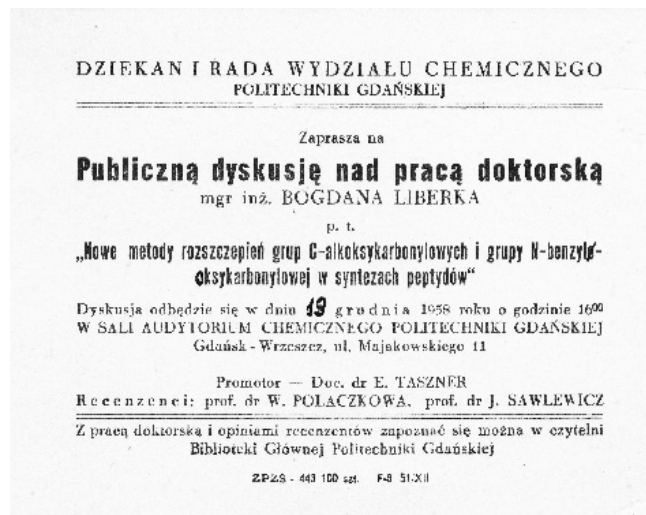 DZIEKAN I RADA WYDZIAŁU CHEMICZNEGO
POLITECHNIKI GDAŃSKIEJ
Zaprasza na
Publiczną dyskusję nad pracą doktorską
mgr inż. BOGDANA LIBERKA
p. t.
„Nowe metody rozszczepień grup C-alkoksykarbonylowych i grupy N-benzylo-
oksykarbonylowej w syntezach peptydów“
Dyskusja odbędzie się w dniu 19 grudnia 1958 roku o godzinie 16⁰⁰
W SALI AUDYTORIUM CHEMICZNEGO POLITECHNIKI GDAŃSKIEJ
Gdańsk-Wrzeszcz, ul. Majakowskiego 11
Promotor — Doc. dr E. TASZNER
Recenzenci: prof. dr W. POLACZKOWA, prof. dr J. SAWLEWICZ
Z pracą doktorską i opiniami recenzentów zapoznać się można w czytelni
Biblioteki Głównej Politechniki Gdańskiej
ZPZS - 443 100 szt. F-8 51-XII